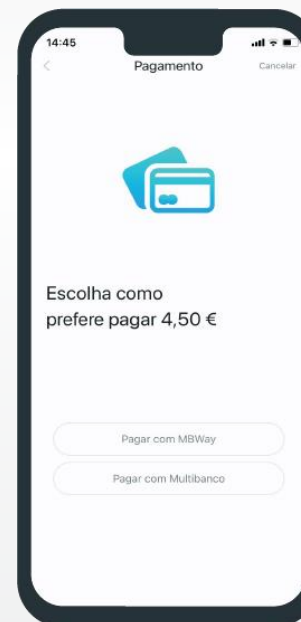 14:45
Pagamento
Cancelar
Escolha como
prefere pagar 4,50 €
Pagar com MBWay
Pagar com Multibanco